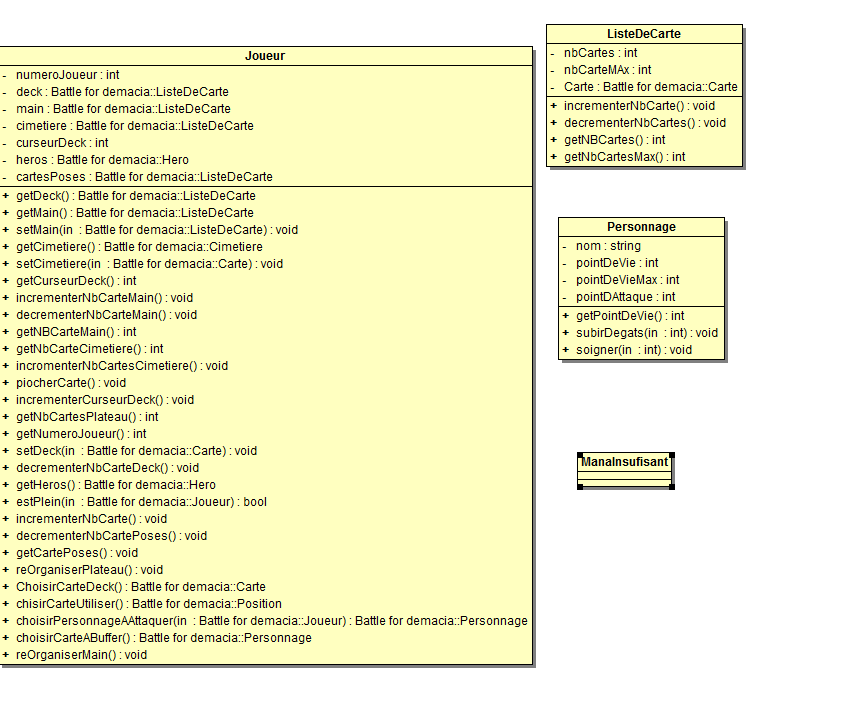 Joueur
- numeroJoueur : int
- deck : Battle for demacia::ListeDeCarte
- main : Battle for demacia::ListeDeCarte
- cimetiere : Battle for demacia::ListeDeCarte
- curseurDeck : int
- heros : Battle for demacia::Hero
- cartesPoses : Battle for demacia::ListeDeCarte
+ getDeck() : Battle for demacia::ListeDeCarte
+ getMain() : Battle for demacia::ListeDeCarte
+ setMain(in : Battle for demacia::ListeDeCarte) : void
+ getCimetiere() : Battle for demacia::Cimetiere
+ setCimetiere(in : Battle for demacia::Carte) : void
+ getCurseurDeck() : int
+ incrementerNbCarteMain() : void
+ decrementerNbCarteMain() : void
+ getNBCarteMain() : int
+ getNbCarteCimetiere() : int
+ incromenterNbCartesCimetiere() : void
+ piocherCarte() : void
+ incrementerCurseurDeck() : void
+ getNbCartesPlateau() : int
+ getNumeroJoueur() : int
+ setDeck(in : Battle for demacia::Carte) : void
+ decrementerNbCarteDeck() : void
+ getHeros() : Battle for demacia::Hero
+ estPlein(in : Battle for demacia::Joueur) : bool
+ incrementerNbCarte() : void
+ decrementerNbCartePoses() : void
+ getCartePoses() : void
+ reOrganiserPlateau() : void
+ ChoisirCarteDeck() : Battle for demacia::Carte
+ chisirCarteUtiliser() : Battle for demacia::Position
+ choisirPersonnageAAttaquer(in : Battle for demacia::Joueur) : Battle for demacia::Personnage
+ choisirCarteABuffer() : Battle for demacia::Personnage
+ reOrganiserMain() : void
ListeDeCarte
- nbCartes : int
- nbCarteMAx : int
- Carte : Battle for demacia::Carte
+ incrementerNbCarte() : void
+ decrementerNbCartes() : void
+ getNBCartes() : int
+ getNbCartesMax() : int
Personnage
- nom : string
- pointDeVie : int
- pointDeVieMax : int
- pointDAttaque : int
+ getPointDeVie() : int
+ subirDegats(in : int) : void
+ soigner(in : int) : void
ManaInsufisant